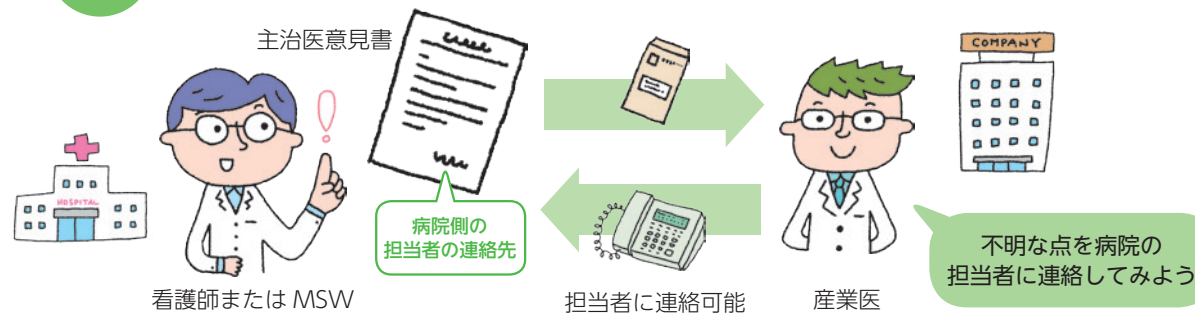 主治医意見書
COMPANY
HOSPITAL
病院側の
担当者の連絡先
不明な点を病院の
担当者に連絡してみよう
看護師または MSW
担当者に連絡可能
産業医